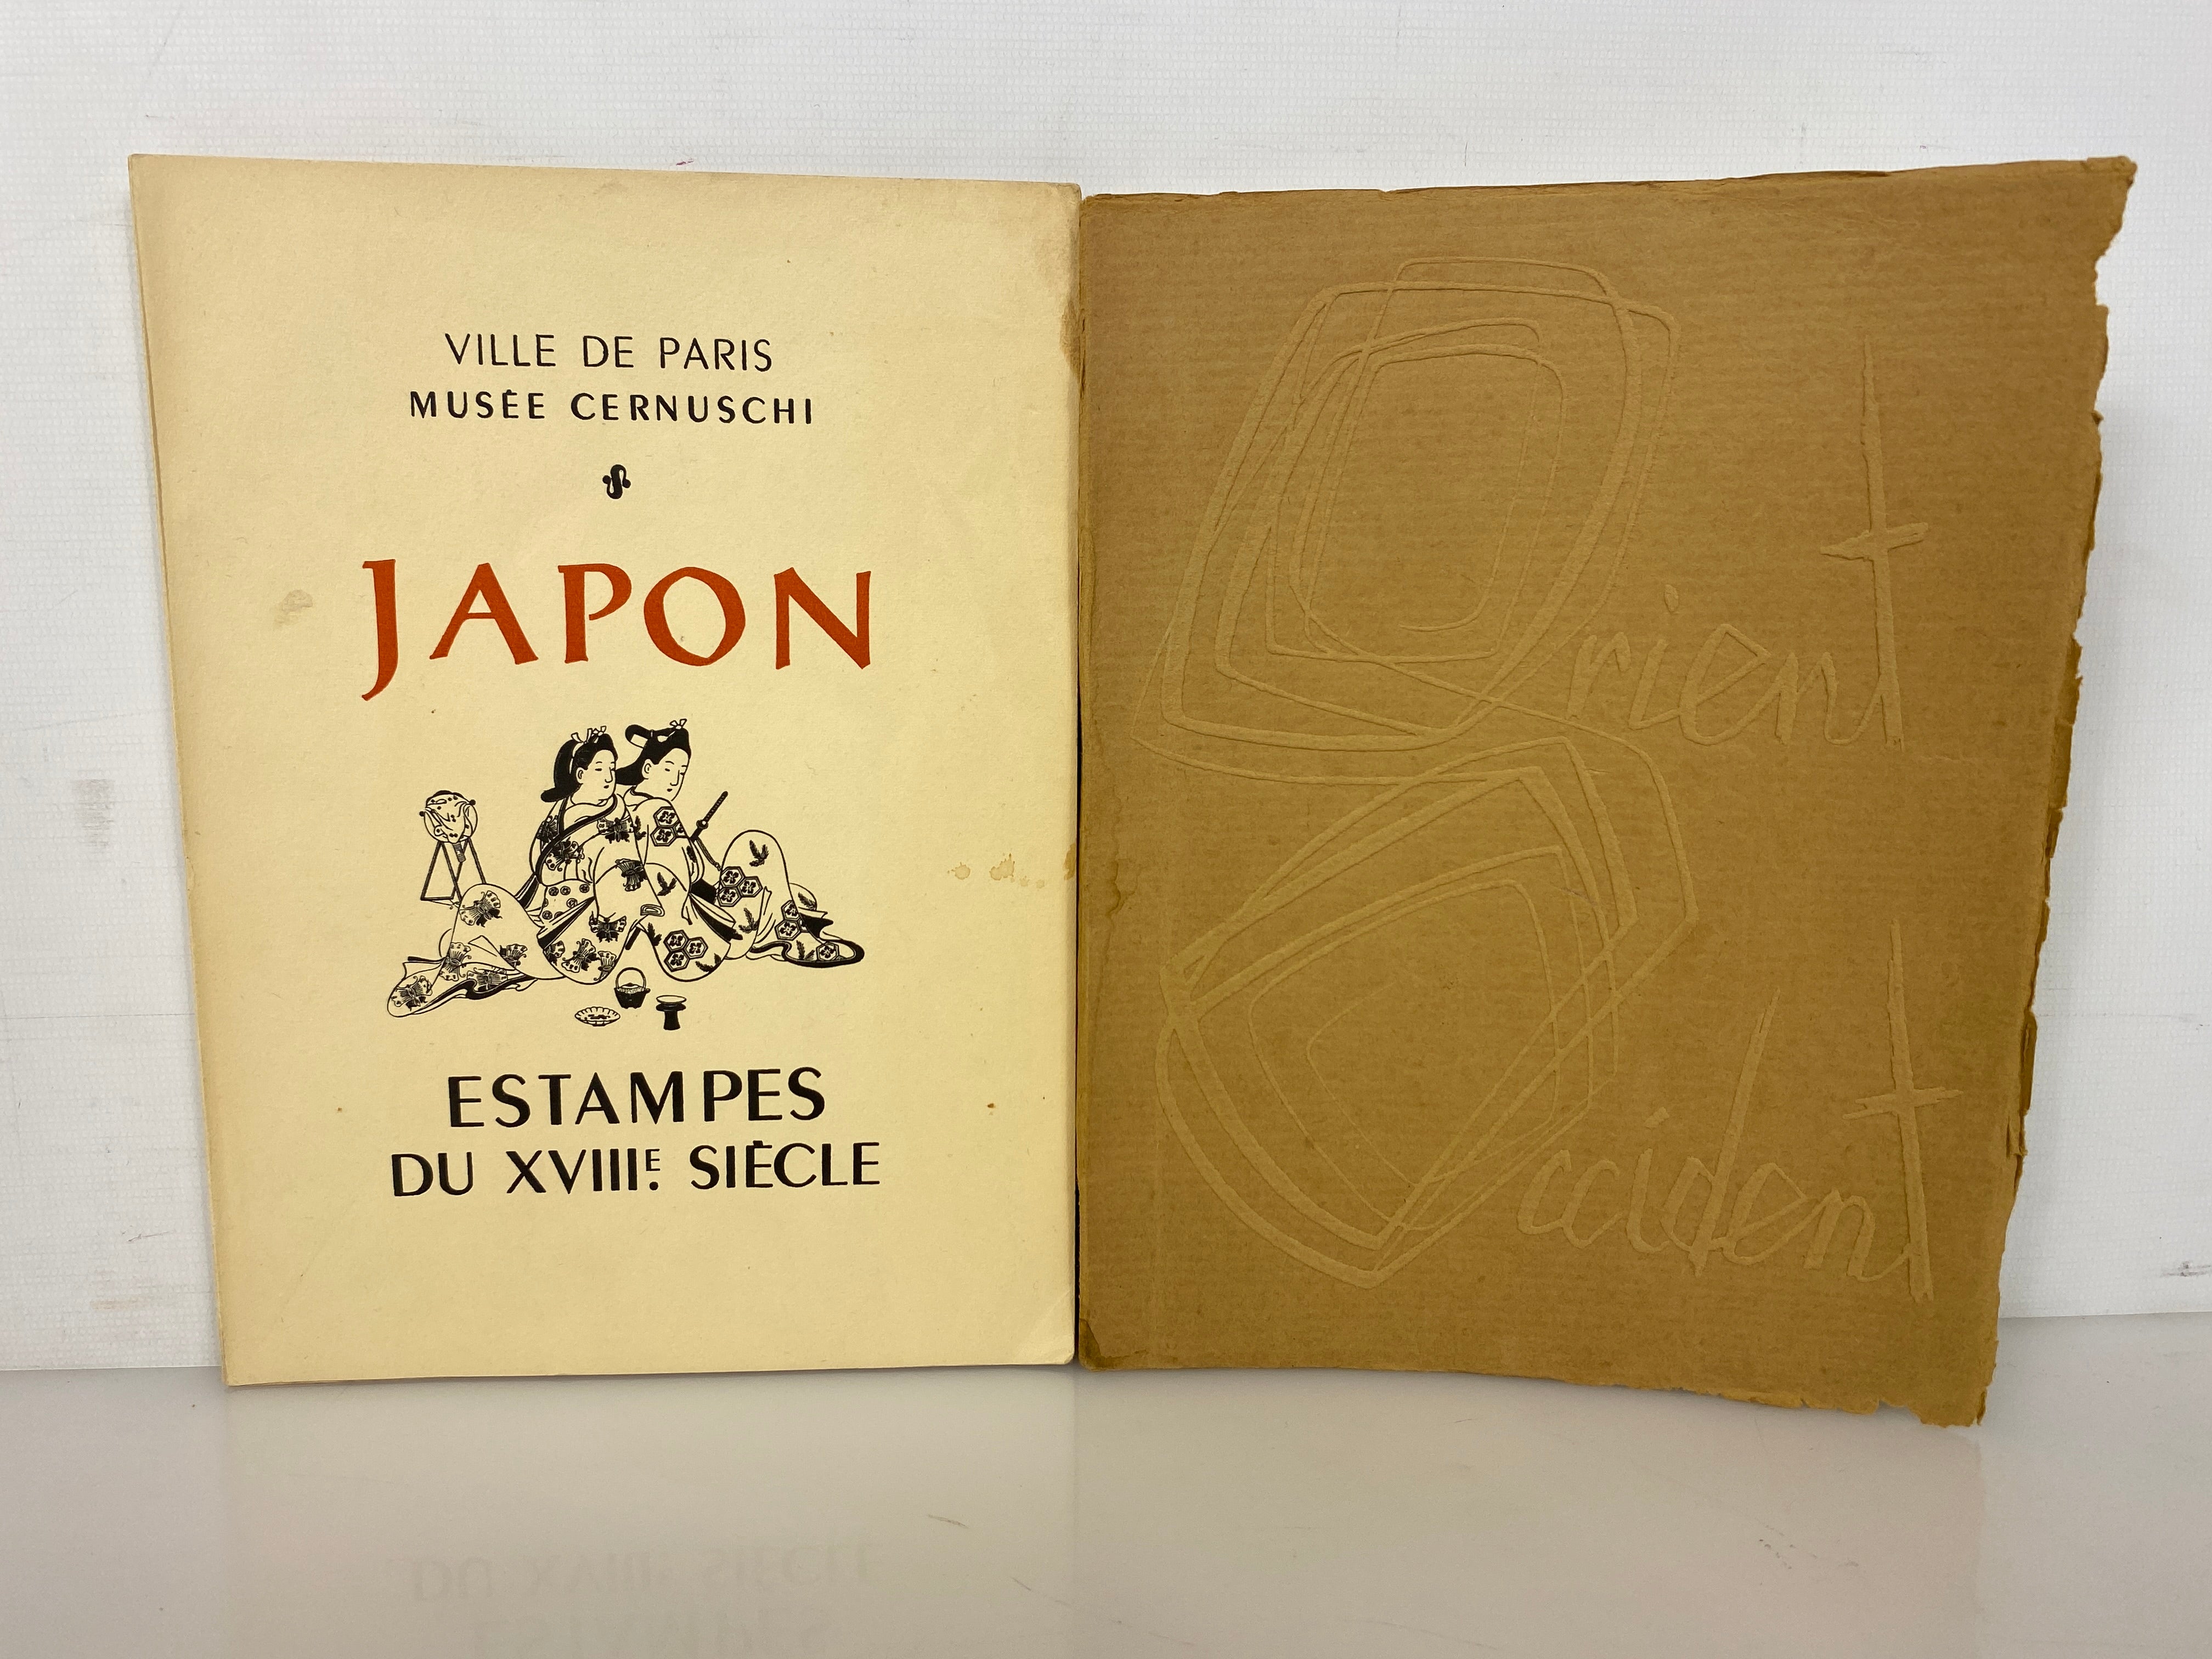 VILLE DE PARIS
MUSÉE CERNUSCHI
JAPON
ESTAMPES
DU XVIIIE. SIÈCLE
Orient
Occident